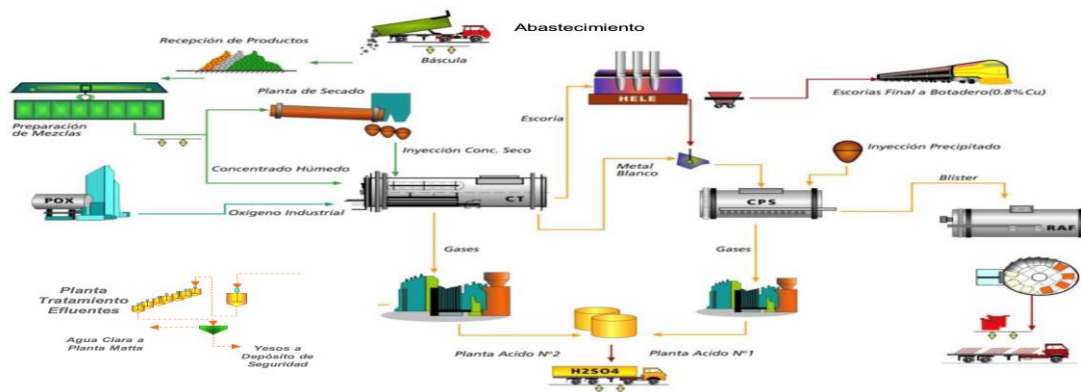 Abastecimiento
Recepción de Productos
Báscula
Planta de Secado
HELE
Escorias Final a Botadero(0.8%Cu)
Preparación
de Mezclas
Escoria
Inyección Conc. Seco
Inyección Precipitado
Concentrado Húmedo
Metal
Blanco
Blister
POX
CT
CPS
Oxígeno Industrial
RAF
Gases
Gases
Planta
Tratamiento
Efluentes
Agua Clara a
Planta Matta
Yesos a
Depósito de
Seguridad
Planta Acido Nº2
Planta Acido Nº1
H2SO4